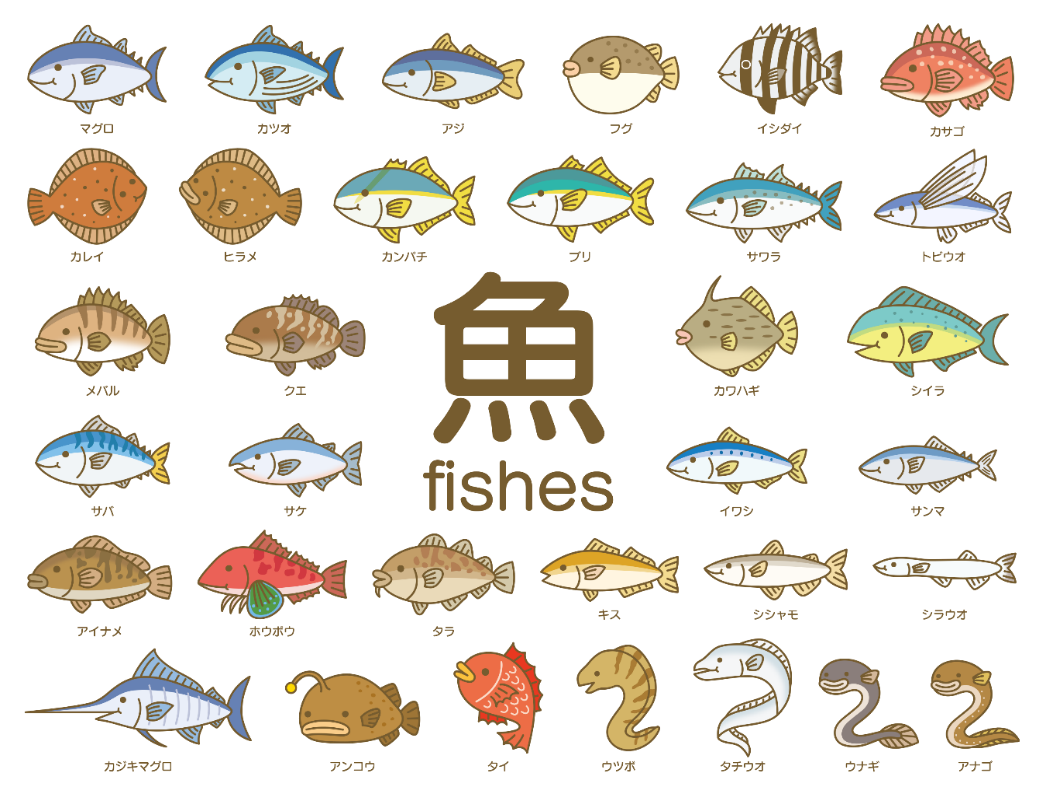 マグロ
カツオ
アジ
フグ
イシダイ
カサゴ
カレイ
ヒラメ
カンパチ
ブリ
サワラ
トビウオ
メバル
クエ
魚
カワハギ
シイラ
fishes
サバ
サケ
イワシ
サンマ
アイナメ
ホウボウ
タラ
キス
シシャモ
シラウオ
カジキマグロ
アンコウ
タイ
ウツボ
タチウオ
ウナギ
アナゴ